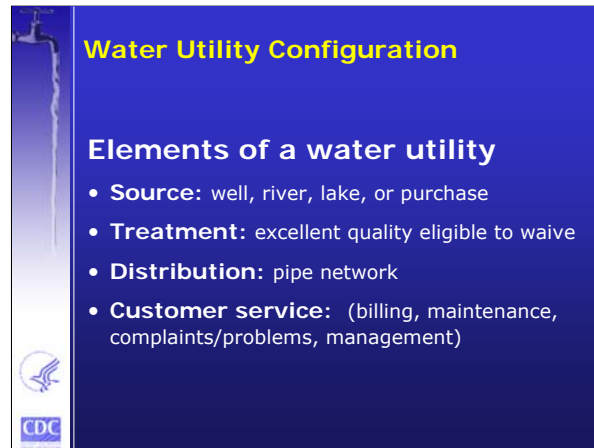 Water Utility Configuration
Elements of a water utility
• Source: well, river, lake, or purchase
• Treatment: excellent quality eligible to waive
• Distribution: pipe network
• Customer service: (billing, maintenance,
complaints/problems, management)
CDC